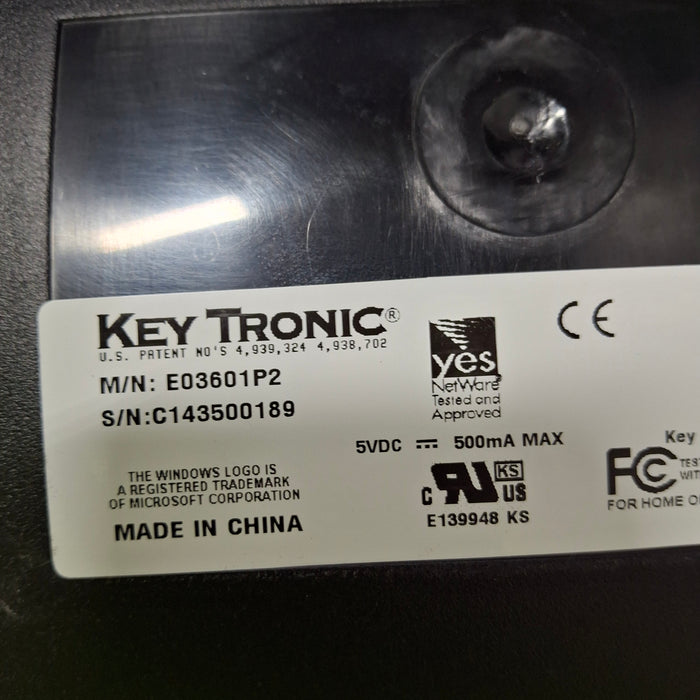 KEY TRONIC®
U.S. PATENT NO'S 4,939,324 4,938,702
M/N: E03601P2
S/N:C143500189
THE WINDOWS LOGO IS
A REGISTERED TRADEMARK
OF MICROSOFT CORPORATION
MADE IN CHINA
yes
NetWare
Tested and
Approved
CE
5VDC ⎓ 500mA MAX
C RU US KS
E139948 KS
Key
FC
FOR HOME